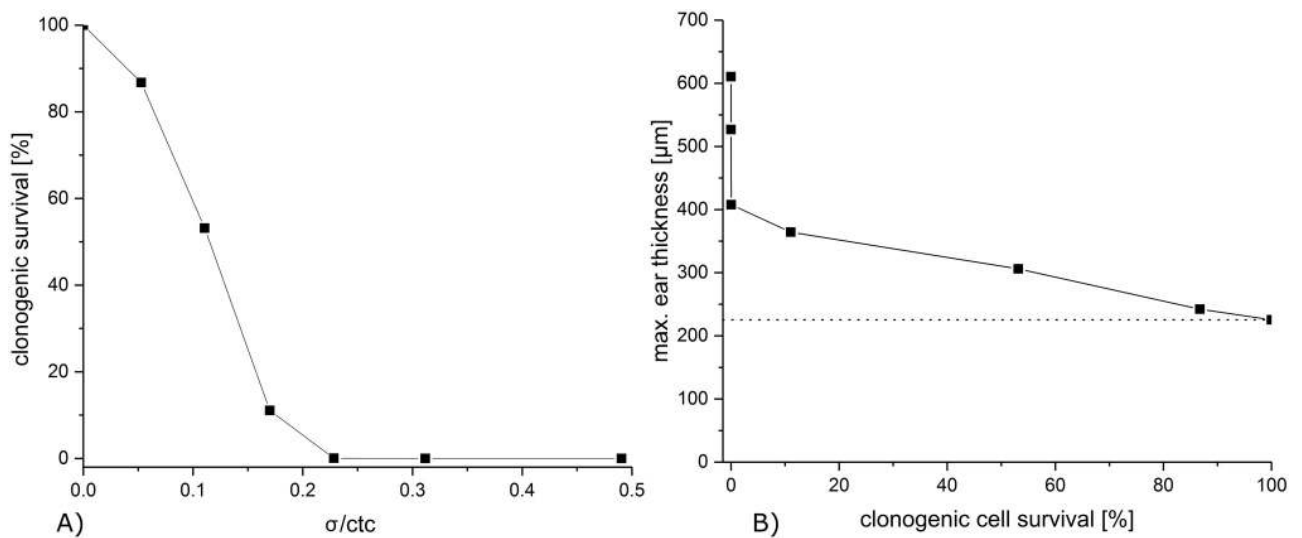 100
80
60
40
20
0
clonogenic survival [%]
0.0 0.1 0.2 0.3 0.4 0.5
A) σ/ctc
700
600
500
400
300
200
100
0
max. ear thickness [µm]
0 20 40 60 80 100
B) clonogenic cell survival [%]